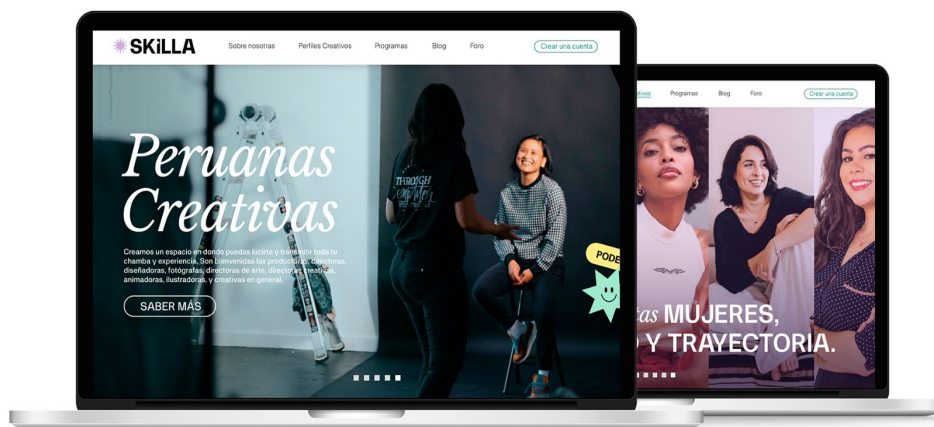 SKiLLA
Sobre nosotras
Perfiles Creativos
Programas
Blog
Foro
Crear una cuenta
Peruanas
Creativas
Creamos un espacio en donde puedas lucirte y transmitir toda tu
chamba y experiencia. Son bienvenidas las productoras, directoras,
diseñadoras, fotógrafas, directoras de arte, directoras creativas,
animadoras, ilustradoras, y creativas en general.
SABER MÁS
THROUGH
PODE
Programas
Blog
Foro
Crear una cuenta
tas MUJERES,
Y TRAYECTORIA.